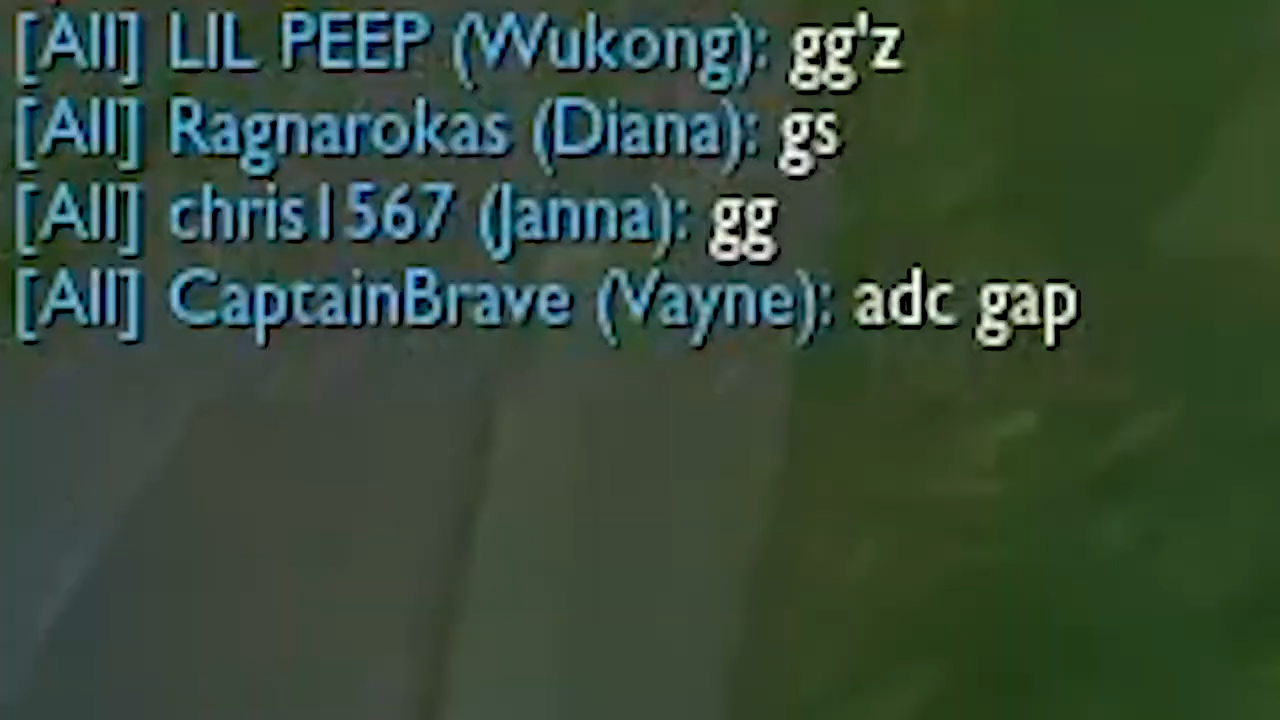 [All] LIL PEEP (Wukong): gg'z
[All] Ragnarokas (Diana): gs
[All] chris1567 (Janna): gg
[All] CaptainBrave (Vayne): adc gap